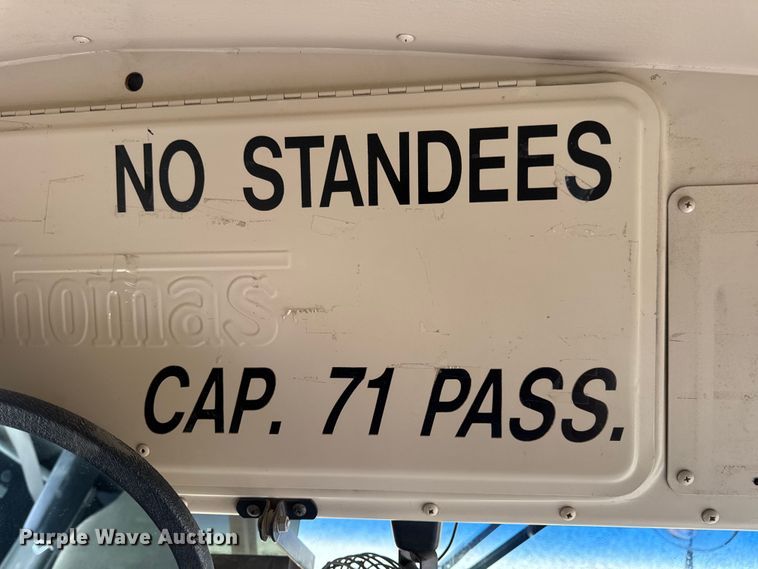 NO STANDEES
Thomas
CAP. 71 PASS.
Purple Wave Auction